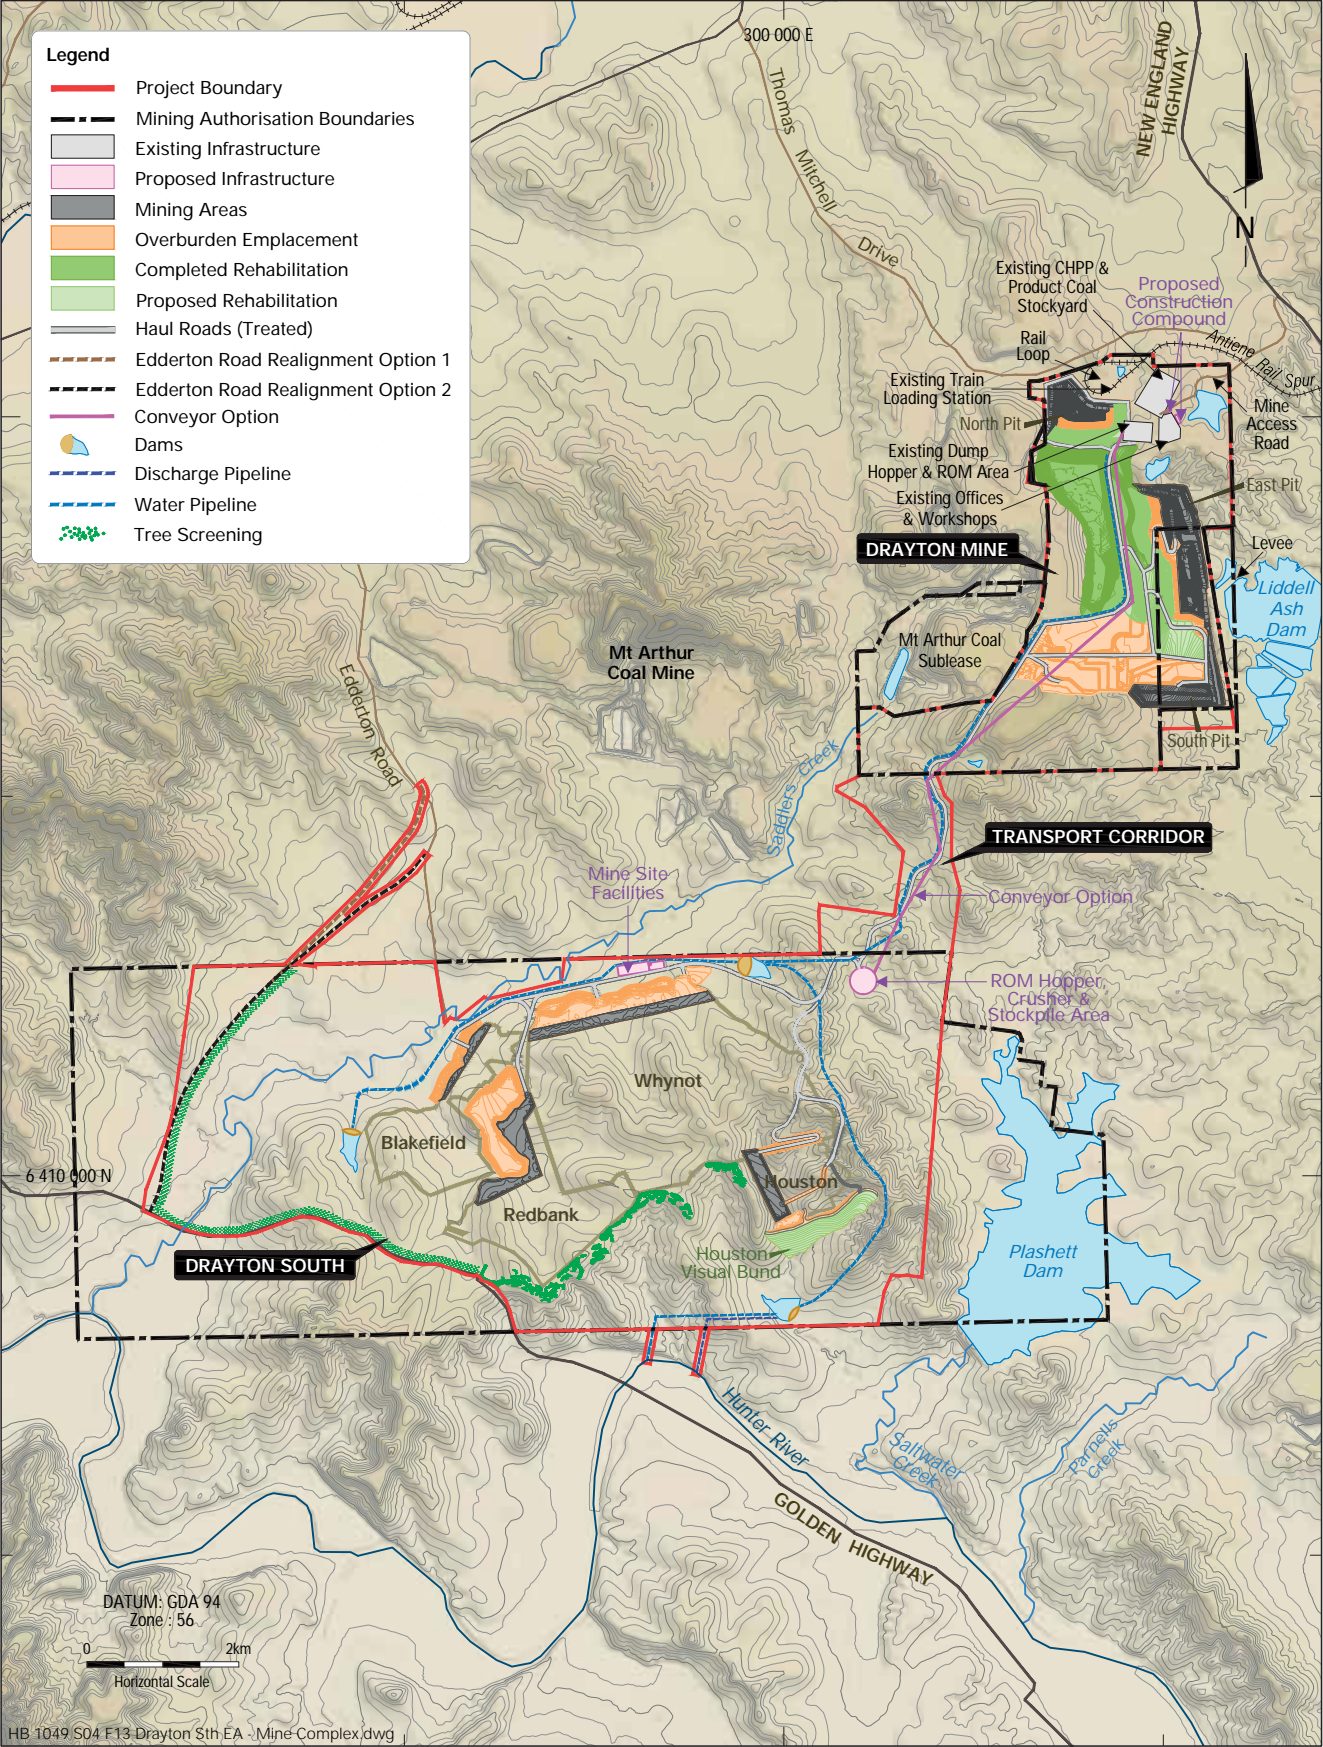 Legend
Project Boundary
Mining Authorisation Boundaries
Existing Infrastructure
Proposed Infrastructure
Mining Areas
Overburden Emplacement
Completed Rehabilitation
Proposed Rehabilitation
Haul Roads (Treated)
Edderton Road Realignment Option 1
Edderton Road Realignment Option 2
Conveyor Option
Dams
Discharge Pipeline
Water Pipeline
Tree Screening
300 000 E
Thomas Mitchell Drive
NEW ENGLAND
HIGHWAY
N
Existing CHPP &
Product Coal
Stockyard
Proposed
Construction
Compound
Rail
Loop
Antiene Rail Spur
Existing Train
Loading Station
North Pit
Mine
Access
Road
Existing Dump
Hopper & ROM Area
East Pit
Existing Offices
& Workshops
DRAYTON MINE
Levee
Liddell
Ash
Dam
Mt Arthur Coal
Sublease
Mt Arthur
Coal Mine
Edderton Road
South Pit
Saddlers Creek
TRANSPORT CORRIDOR
Mine Site
Facilities
Conveyor Option
ROM Hopper,
Crusher &
Stockpile Area
Whynot
Blakefield
6 410 000 N
Houston
Redbank
Houston
Visual Bund
DRAYTON SOUTH
Plashett
Dam
Hunter River
Saltwater
Creek
Parnells
Creek
GOLDEN HIGHWAY
DATUM: GDA 94
Zone : 56
0 2km
Horizontal Scale
HB 1049 S04 F13 Drayton Sth EA - Mine Complex.dwg